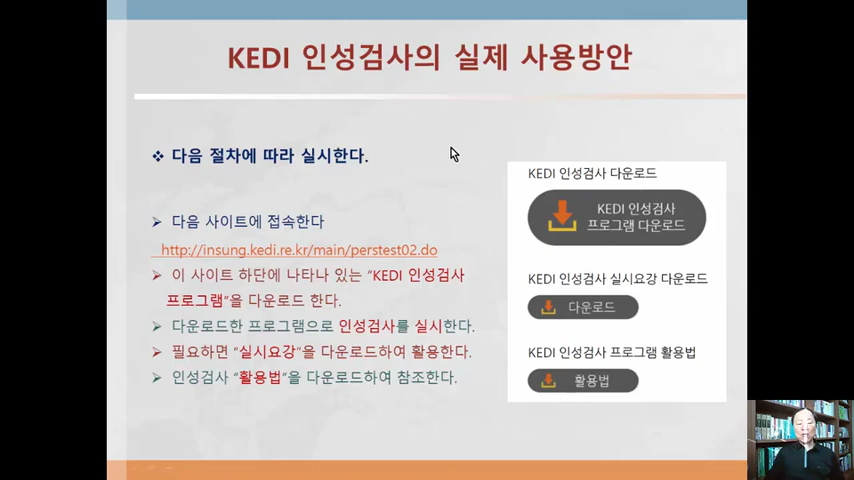 KEDI 인성검사의 실제 사용방안
❖ 다음 절차에 따라 실시한다.
➢ 다음 사이트에 접속한다
http://insung.kedi.re.kr/main/perstest02.do
➢ 이 사이트 하단에 나타나 있는 “KEDI 인성검사
프로그램”을 다운로드 한다.
➢ 다운로드한 프로그램으로 인성검사를 실시한다.
➢ 필요하면 “실시요강”을 다운로드하여 활용한다.
➢ 인성검사 “활용법”을 다운로드하여 참조한다.
KEDI 인성검사 다운로드
KEDI 인성검사
프로그램 다운로드
KEDI 인성검사 실시요강 다운로드
다운로드
KEDI 인성검사 프로그램 활용법
활용법